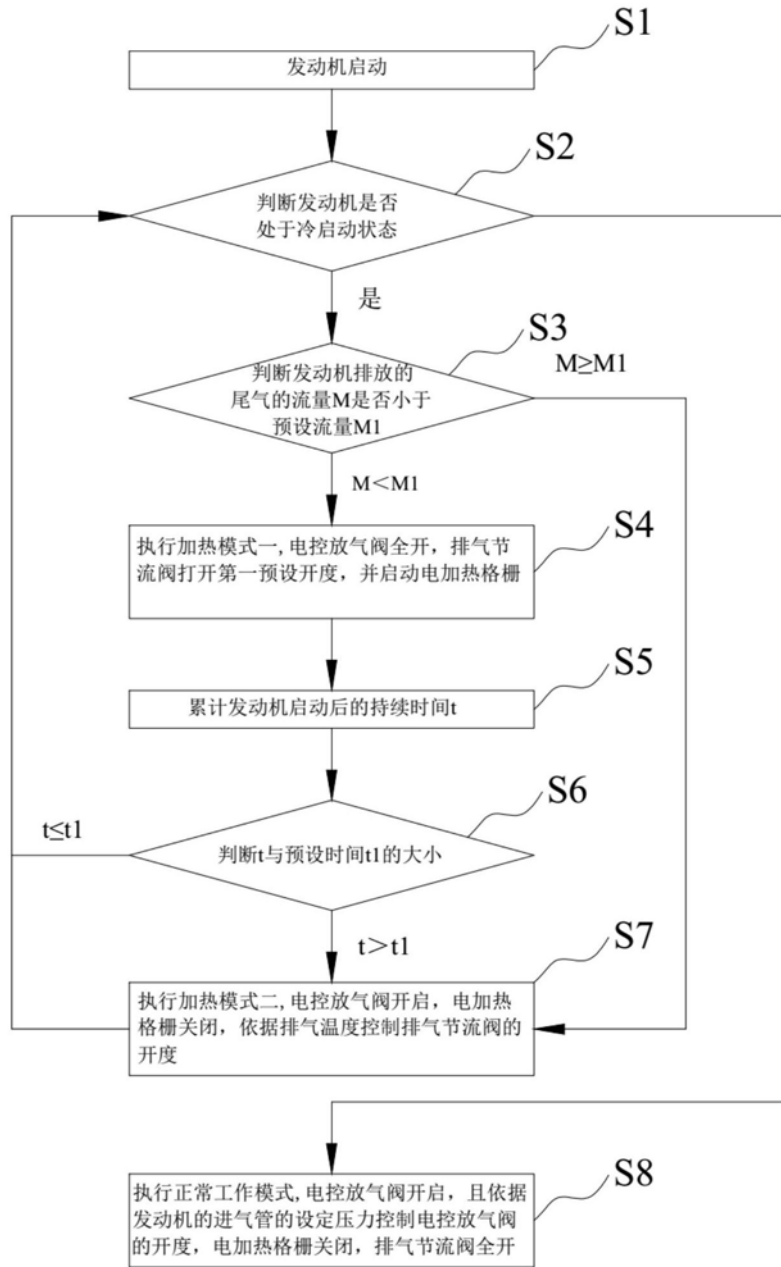 S1
发动机启动
S2
判断发动机是否
处于冷启动状态
是
S3
判断发动机排放的
尾气的流量M是否小于
预设流量M1
M≥M1
M＜M1
S4
执行加热模式一,电控放气阀全开，排气节
流阀打开第一预设开度，并启动电加热格栅
S5
累计发动机启动后的持续时间t
S6
t≤t1
判断t与预设时间t1的大小
t＞t1
S7
执行加热模式二,电控放气阀开启，电加热
格栅关闭，依据排气温度控制排气节流阀的
开度
S8
执行正常工作模式,电控放气阀开启，且依据
发动机的进气管的设定压力控制电控放气阀
的开度，电加热格栅关闭，排气节流阀全开